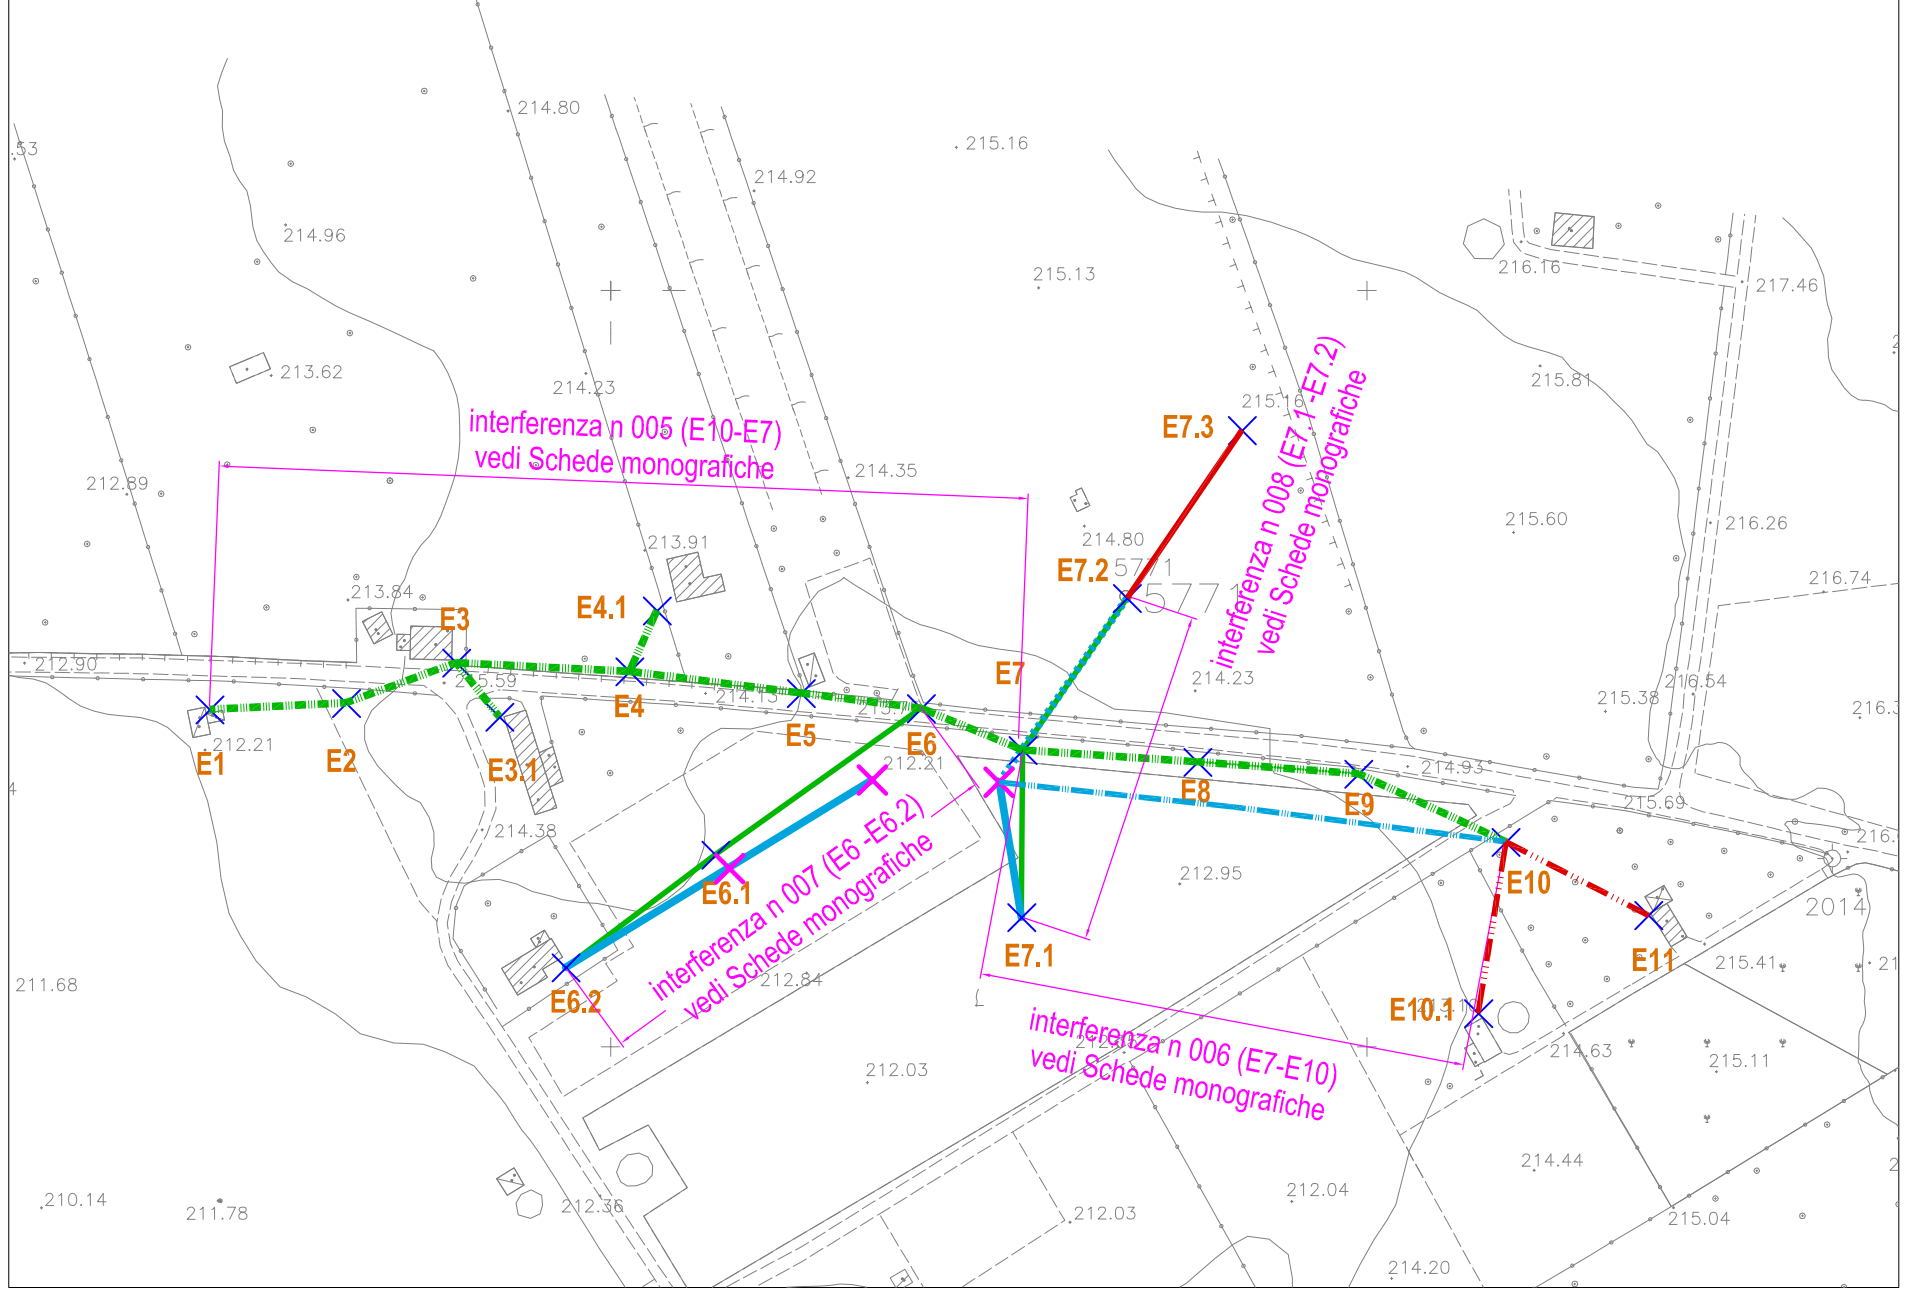 214.80
.53
215.16
214.92
214.96
215.13
216.16
217.46
213.62
214.23
215.81
215.16
E7.3
interferenza n 005 (E10-E7)
vedi Schede monografiche
interferenza n 008 (E7.1 -E7.2)
vedi Schede monografiche
214.35
212.89
215.60
216.26
213.91
214.80
E7.2
5771
5771
216.74
213.84
E4.1
E3
212.90
215.59
214.15
E4
E7
214.23
216.54
215.38
E5
E6
212.21
E1
E2
E3.1
212.21
214.93
E8
E9
215.69
214.38
interferenza n 007 (E6 -E6.2)
vedi Schede monografiche
E6.1
212.95
E10
2014
E7.1
E11
215.41
211.68
E6.2
212.84
E10.1
interferenza n 006 (E7-E10)
vedi Schede monografiche
214.63
215.11
212.03
214.44
210.14
211.78
212.36
212.04
212.03
215.04
214.20